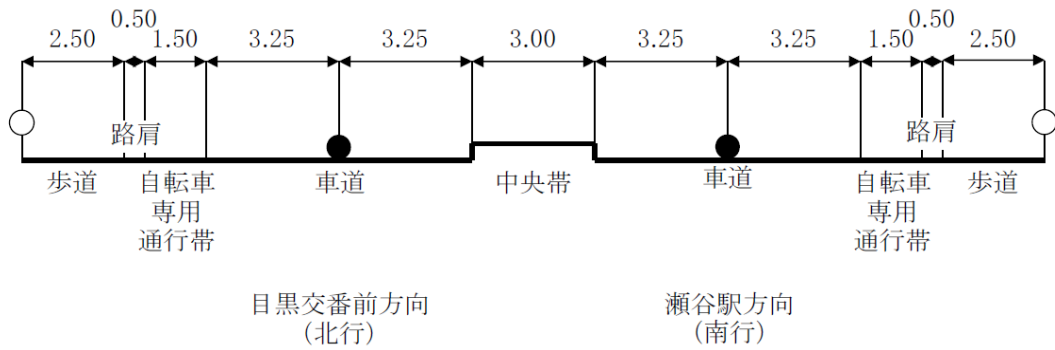 0.50
0.50
2.50 1.50 3.25 3.25 3.00 3.25 3.25 1.50 2.50
路肩
路肩
歩道 自転車 車道 中央帯 車道 自転車 歩道
専用
専用
通行帯
通行帯
目黒交番前方向
瀬谷駅方向
(北行)
(南行)